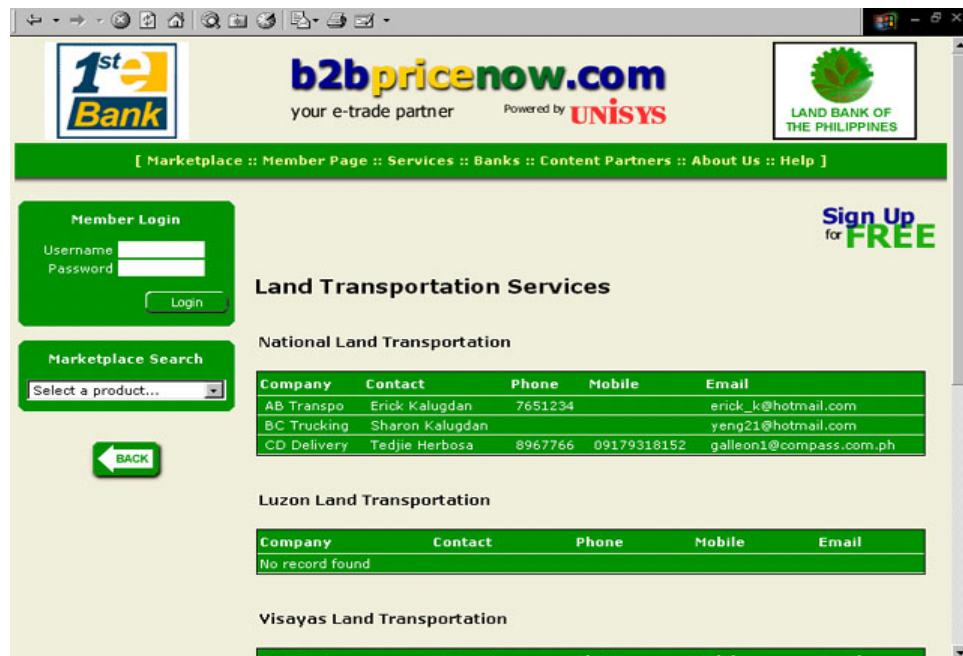 1st e
Bank
b2bpricenow.com
your e-trade partner Powered by UNISYS
LAND BANK OF
THE PHILIPPINES
[ Marketplace :: Member Page :: Services :: Banks :: Content Partners :: About Us :: Help ]
Member Login
Username
Password
Login
Marketplace Search
Select a product...
BACK
Sign Up
for FREE
Land Transportation Services
National Land Transportation
Company Contact Phone Mobile Email
AB Transpo Erick Kalugdan 7651234 erick_k@hotmail.com
BC Trucking Sharon Kalugdan yeng21@hotmail.com
CD Delivery Tedjie Herbosa 8967766 09179318152 galleon1@compass.com.ph
Luzon Land Transportation
Company Contact Phone Mobile Email
No record found
Visayas Land Transportation